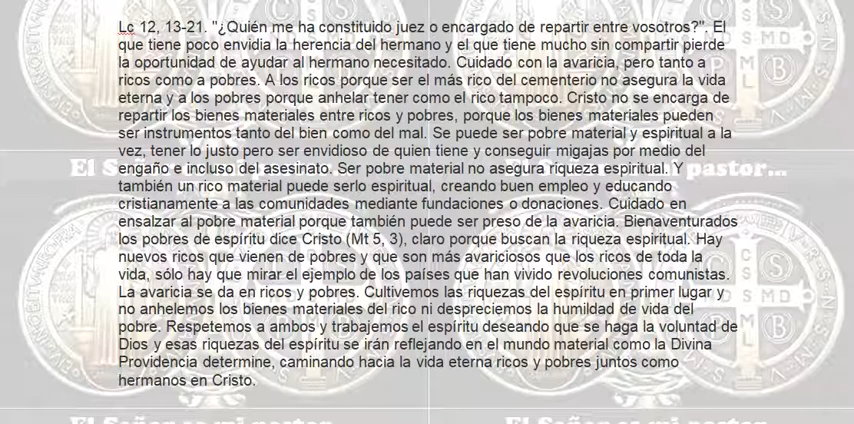 Lc 12, 13-21. "¿Quién me ha constituido juez o encargado de repartir entre vosotros?". El
que tiene poco envidia la herencia del hermano y el que tiene mucho sin compartir pierde
la oportunidad de ayudar al hermano necesitado. Cuidado con la avaricia, pero tanto a
ricos como a pobres. A los ricos porque ser el más rico del cementerio no asegura la vida
eterna y a los pobres porque anhelar tener como el rico tampoco. Cristo no se encarga de
repartir los bienes materiales entre ricos y pobres, porque los bienes materiales pueden
ser instrumentos tanto del bien como del mal. Se puede ser pobre material y espiritual a la
vez, tener lo justo pero ser envidioso de quien tiene y conseguir migajas por medio del
engaño e incluso del asesinato. Ser pobre material no asegura riqueza espiritual. Y
también un rico material puede serlo espiritual, creando buen empleo y educando
cristianamente a las comunidades mediante fundaciones o donaciones. Cuidado en
ensalzar al pobre material porque también puede ser preso de la avaricia. Bienaventurados
los pobres de espíritu dice Cristo (Mt 5, 3), claro porque buscan la riqueza espiritual. Hay
nuevos ricos que vienen de pobres y que son más avariciosos que los ricos de toda la
vida, sólo hay que mirar el ejemplo de los países que han vivido revoluciones comunistas.
La avaricia se da en ricos y pobres. Cultivemos las riquezas del espíritu en primer lugar y
no anhelemos los bienes materiales del rico ni despreciemos la humildad de vida del
pobre. Respetemos a ambos y trabajemos el espíritu deseando que se haga la voluntad de
Dios y esas riquezas del espíritu se irán reflejando en el mundo material como la Divina
Providencia determine, caminando hacia la vida eterna ricos y pobres juntos como
hermanos en Cristo.
El Señor es mi pastor...